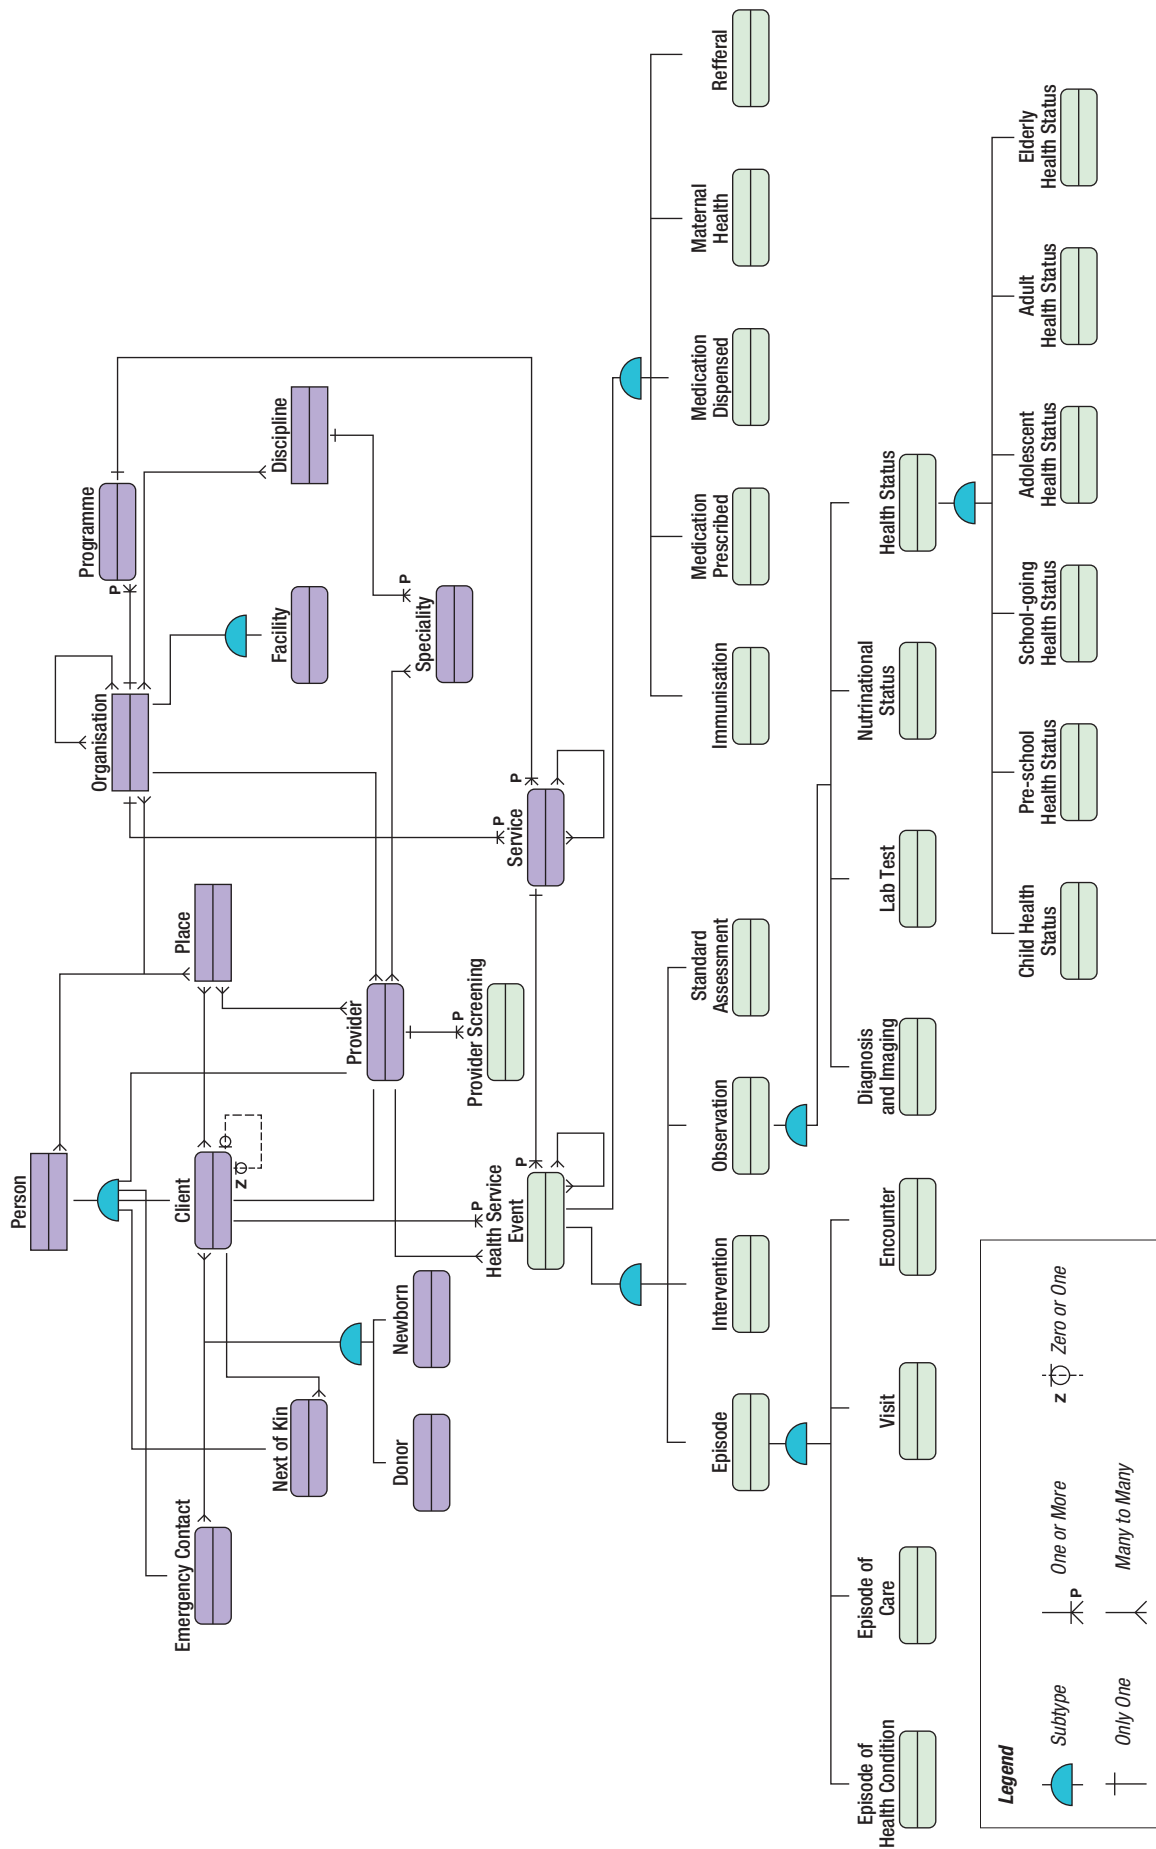 Person
Emergency Contact
Client
Z
Place
Organisation
P
Programme
Next of Kin
Facility
Discipline
Donor
Newborn
Provider
Speciality
P
Provider Screening
P
Health Service
Event
P
P
Service
P
P
Episode
Intervention
Observation
Standard
Assessment
Immunisation
Medication
Prescribed
Medication
Dispensed
Maternal
Health
Refferal
Episode of
Health Condition
Episode of
Care
Visit
Encounter
Diagnosis
and Imaging
Lab Test
Nutrinational
Status
Health Status
Child Health
Status
Pre-school
Health Status
School-going
Health Status
Adolescent
Health Status
Adult
Health Status
Elderly
Health Status
Legend
Subtype
P
One or More
Z
Zero or One
Only One
Many to Many